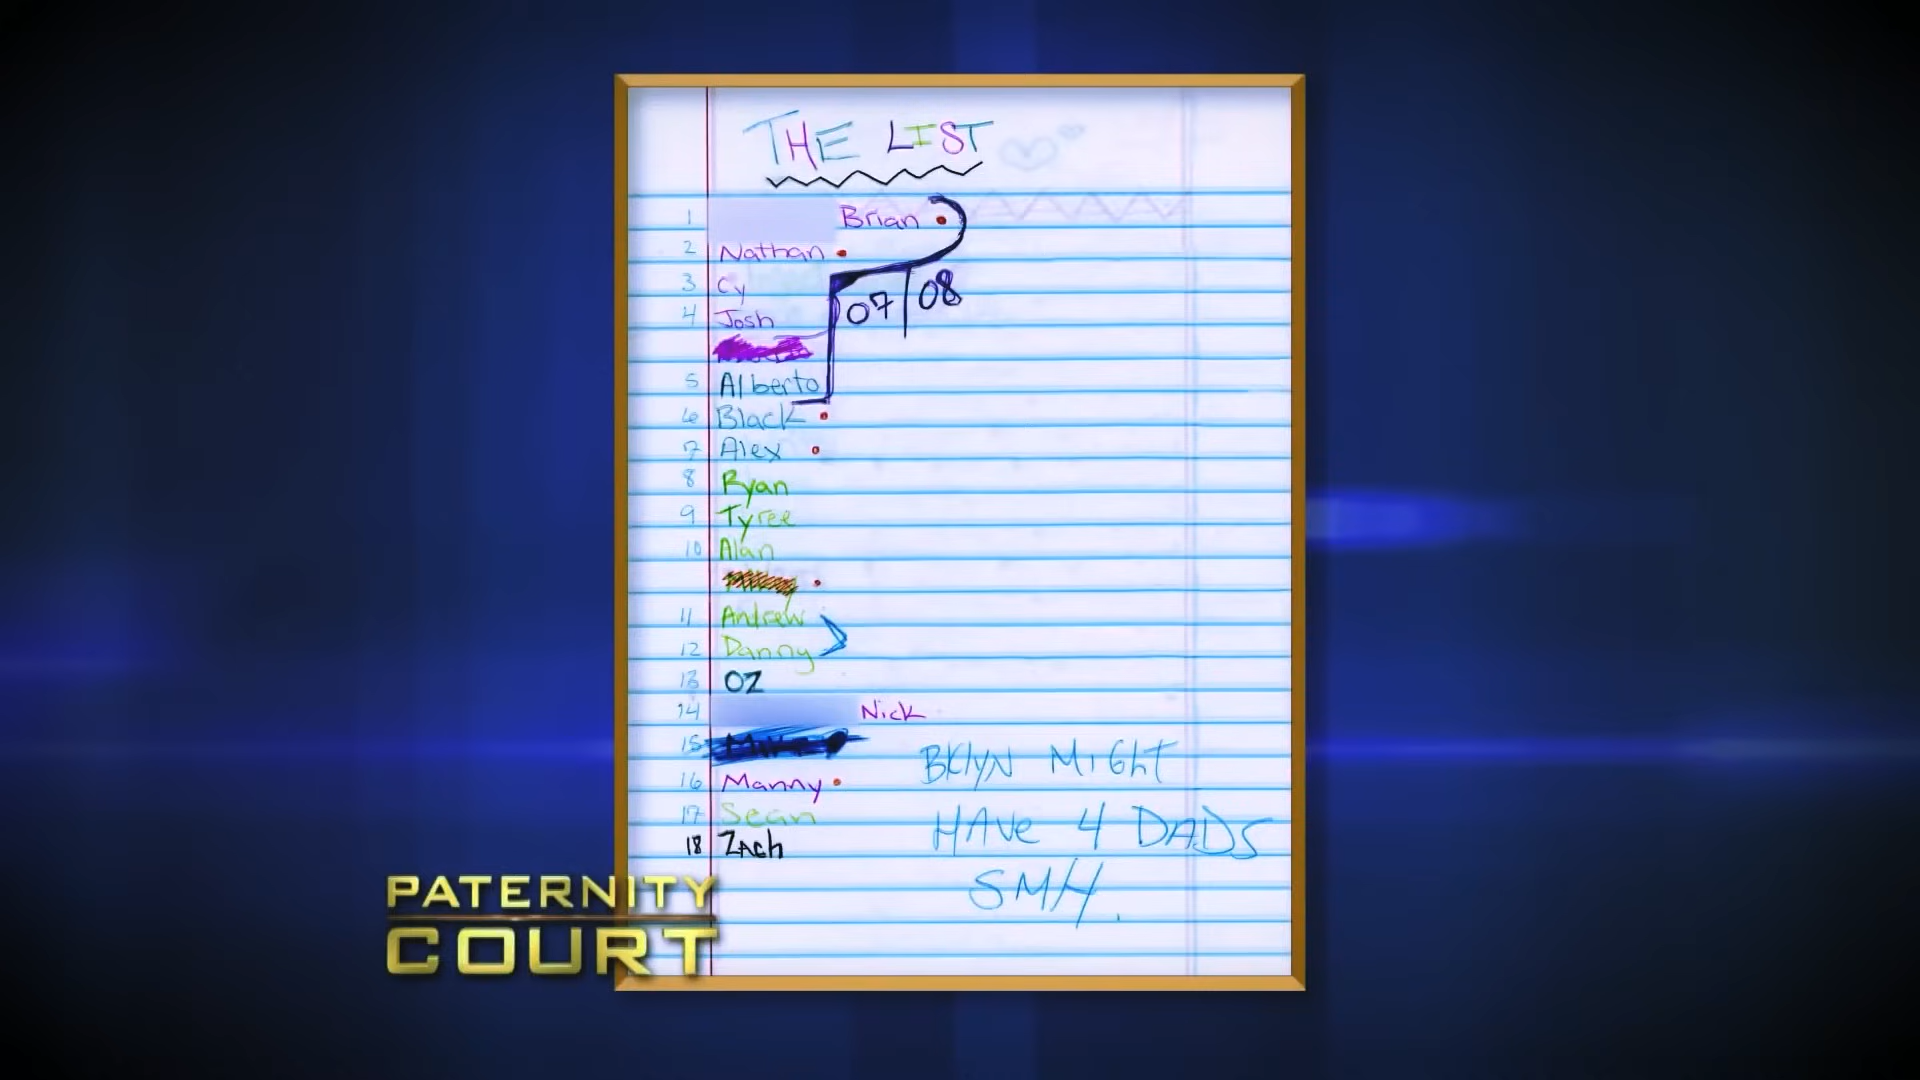 THE LIST
1 Brian
2 Nathan
3 Cy
4 Josh
07/08
5 Alberto
6 Black
7 Alex
8 Ryan
9 Tyree
10 Alan
11 Andrew
12 Danny
13 OZ
14 Nick
15
16 Manny
17 Sean
18 Zach
BKlYN MiGhT
HAVe 4 DADS
SMH.
PATERNITY
COURT